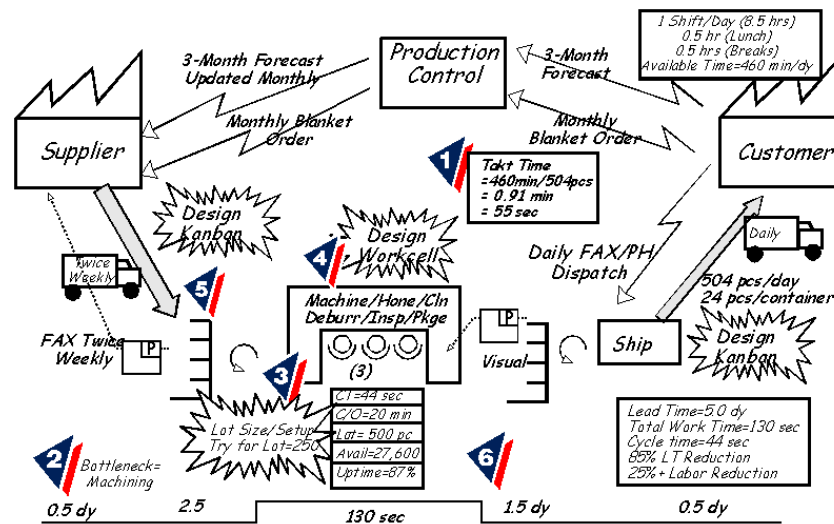 1 Shift/Day (8.5 hrs)
0.5 hr (Lunch)
0.5 hrs (Breaks)
Available Time=460 min/dy
3-Month Forecast
Updated Monthly
Production
Control
3-Month
Forecast
Monthly Blanket
Order
Monthly
Blanket Order
Supplier
Customer
1
Takt Time
=460min/504pcs
= 0.91 min
= 55 sec
Design
Kanban
Design
Workcell
4
Daily FAX/PH
Dispatch
Daily
Twice
Weekly
5
Machine/Hone/Cln
Deburr/Insp/Pkge
504 pcs/day
24 pcs/container
FAX Twice
Weekly
P
P
Visual
Ship
Design
Kanban
(3)
3
CT=44 sec
C/O=20 min
Lot= 500 pc
Avail=27,600
Uptime=87%
Lot Size/Setup
Try for Lot=250
Lead Time=5.0 dy
Total Work Time=130 sec
Cycle time=44 sec
85% LT Reduction
25%+ Labor Reduction
2
Bottleneck=
Machining
6
0.5 dy
2.5
130 sec
1.5 dy
0.5 dy